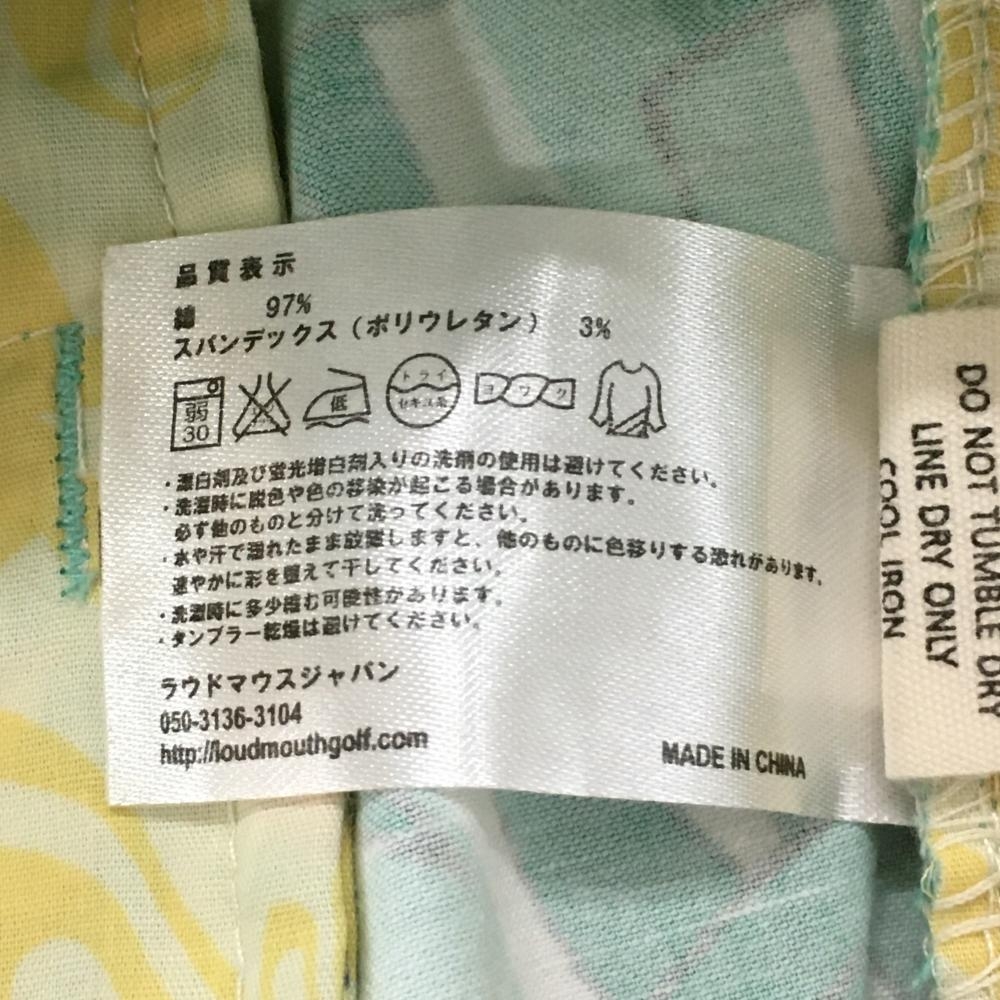 品質表示
綿 97%
スパンデックス（ポリウレタン） 3%
弱
30
低
ドライ
セキユ系
ヨワク
・漂白剤及び蛍光増白剤入りの洗剤の使用は避けてください。
・洗濯時に脱色や色の移染が起こる場合があります。
必ず他のものと分けて洗ってください。
・水や汗で濡れたまま放置しますと、他のものに色移りする恐れがあります。
速やかに形を整えて干してください。
・洗濯時に多少縮む可能性があります。
・タンブラー乾燥は避けてください。
ラウドマウスジャパン
050-3136-3104
http://loudmouthgolf.com
MADE IN CHINA
DO NOT TUMBLE DRY
LINE DRY ONLY
COOL IRON